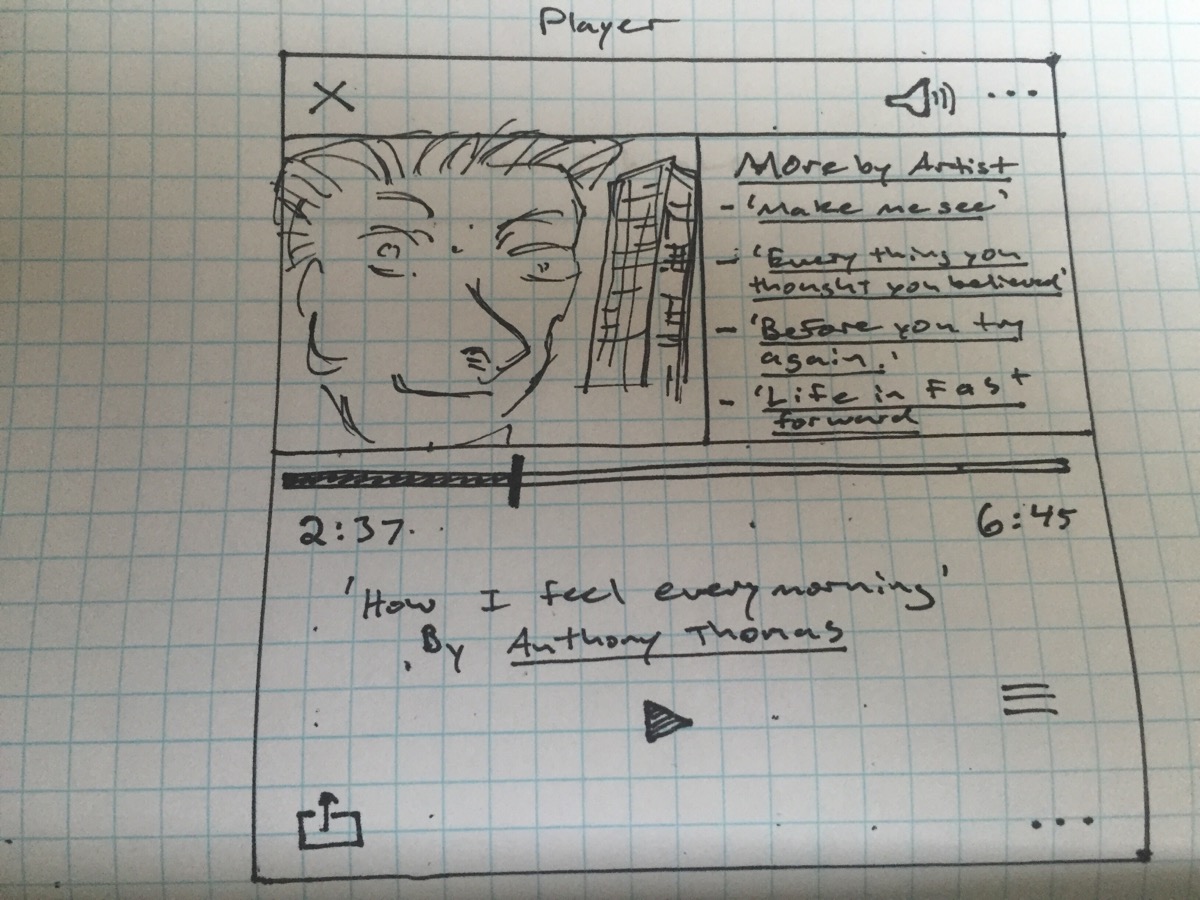 Player
More by Artist
- 'Make me see'
- 'Every thing you
thought you believed'
- 'Before you try
again.'
- 'Life in Fast
forward
2:37
6:45
'How I feel every morning'
By Anthony Thomas